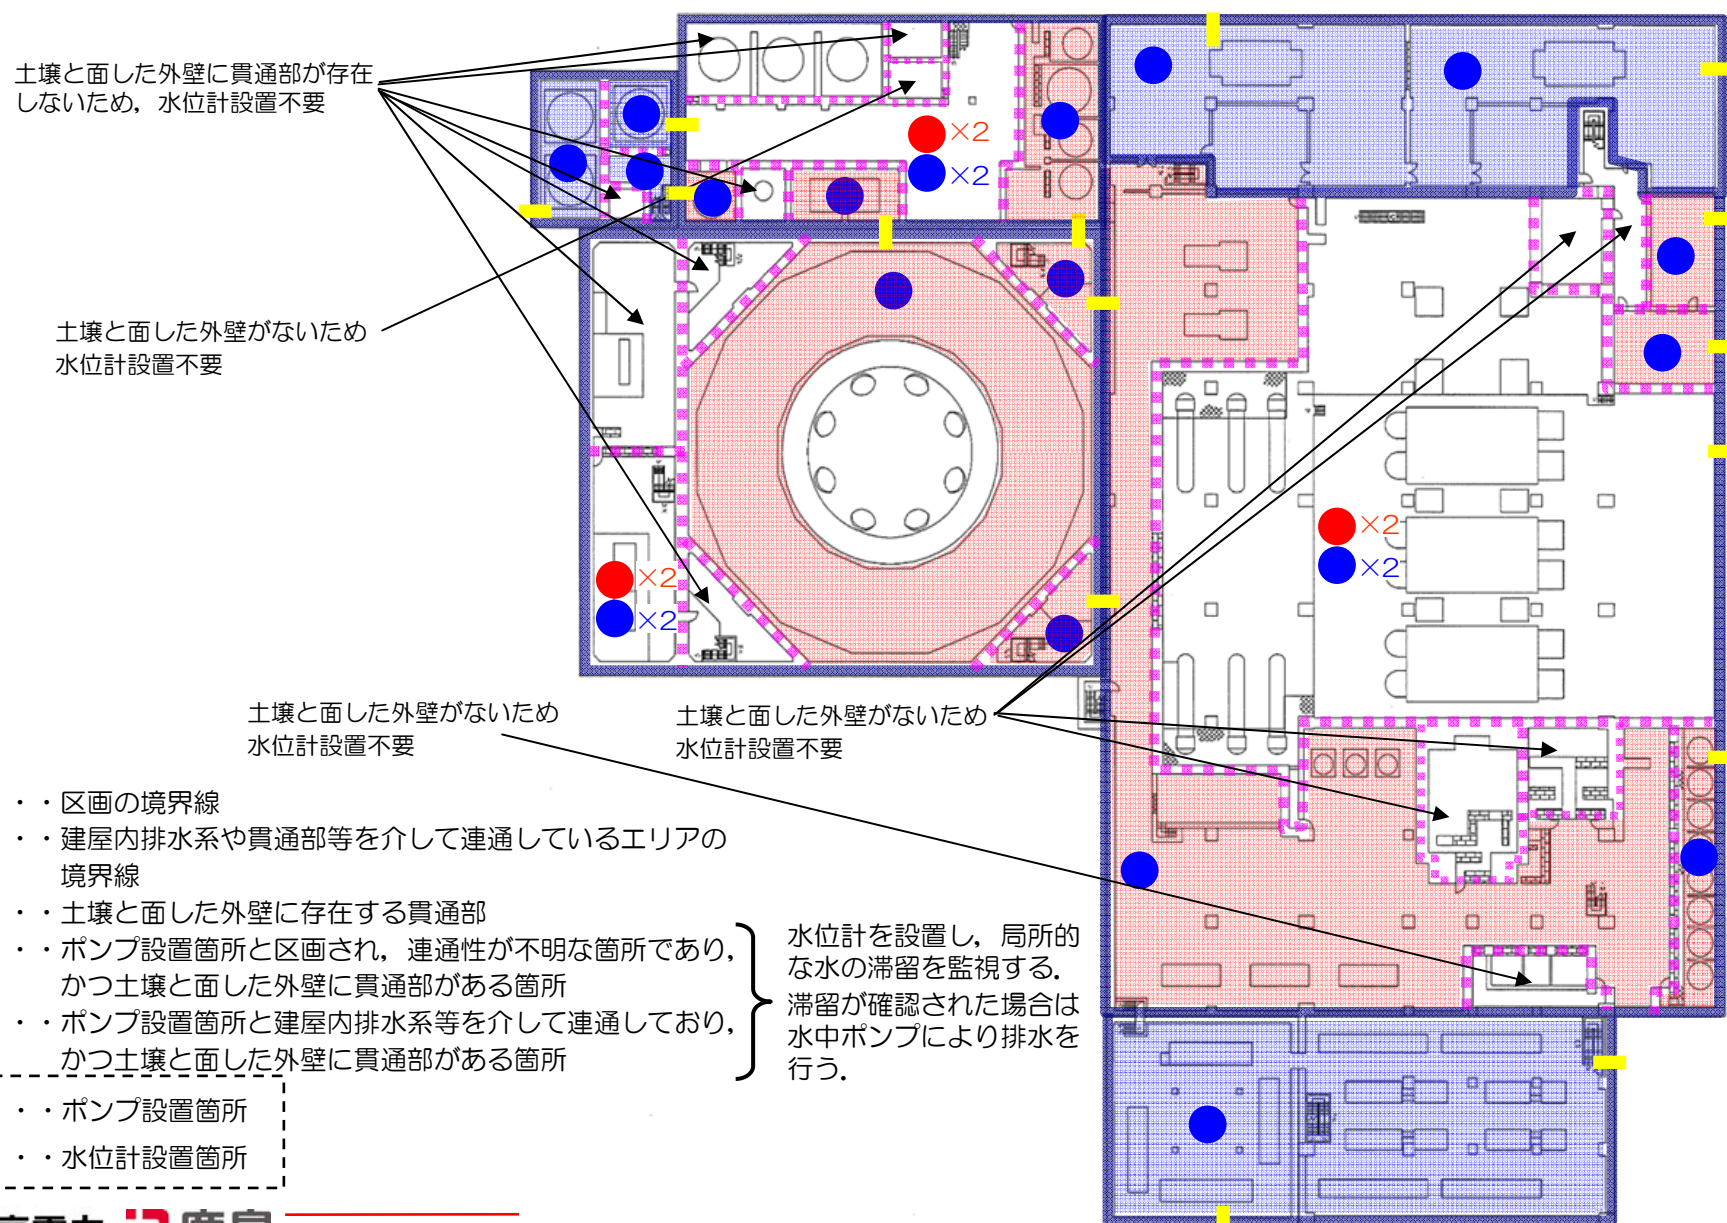 土壌と面した外壁に貫通部が存在
しないため，水位計設置不要
×2
×2
土壌と面した外壁がないため
水位計設置不要
×2
×2
×2
×2
土壌と面した外壁がないため
水位計設置不要
土壌と面した外壁がないため
水位計設置不要
・・区画の境界線
・・建屋内排水系や貫通部等を介して連通しているエリアの
境界線
・・土壌と面した外壁に存在する貫通部
・・ポンプ設置箇所と区画され，連通性が不明な箇所であり，
かつ土壌と面した外壁に貫通部がある箇所
・・ポンプ設置箇所と建屋内排水系等を介して連通しており，
かつ土壌と面した外壁に貫通部がある箇所
水位計を設置し，局所的
な水の滞留を監視する．
滞留が確認された場合は
水中ポンプにより排水を
行う．
・・ポンプ設置箇所
・・水位計設置箇所